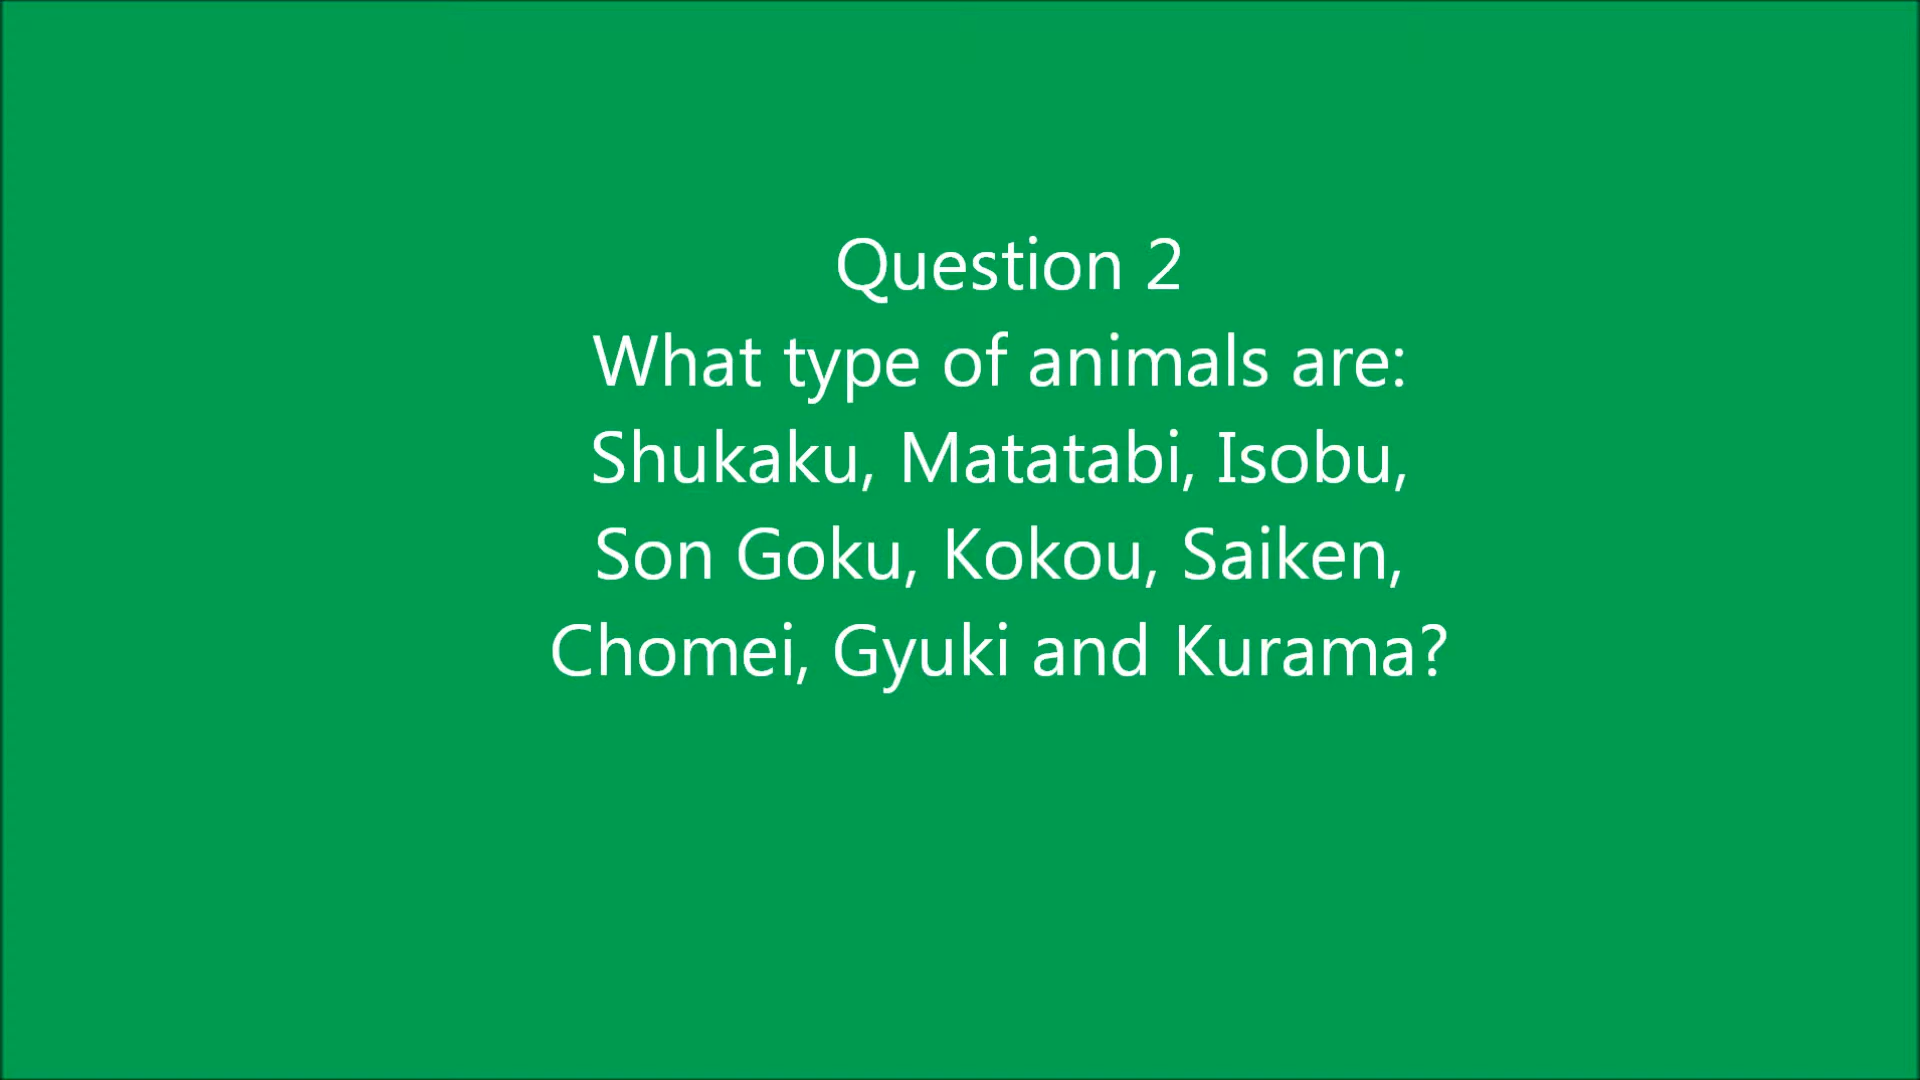 Question 2
What type of animals are:
Shukaku, Matatabi, Isobu,
Son Goku, Kokou, Saiken,
Chomei, Gyuki and Kurama?